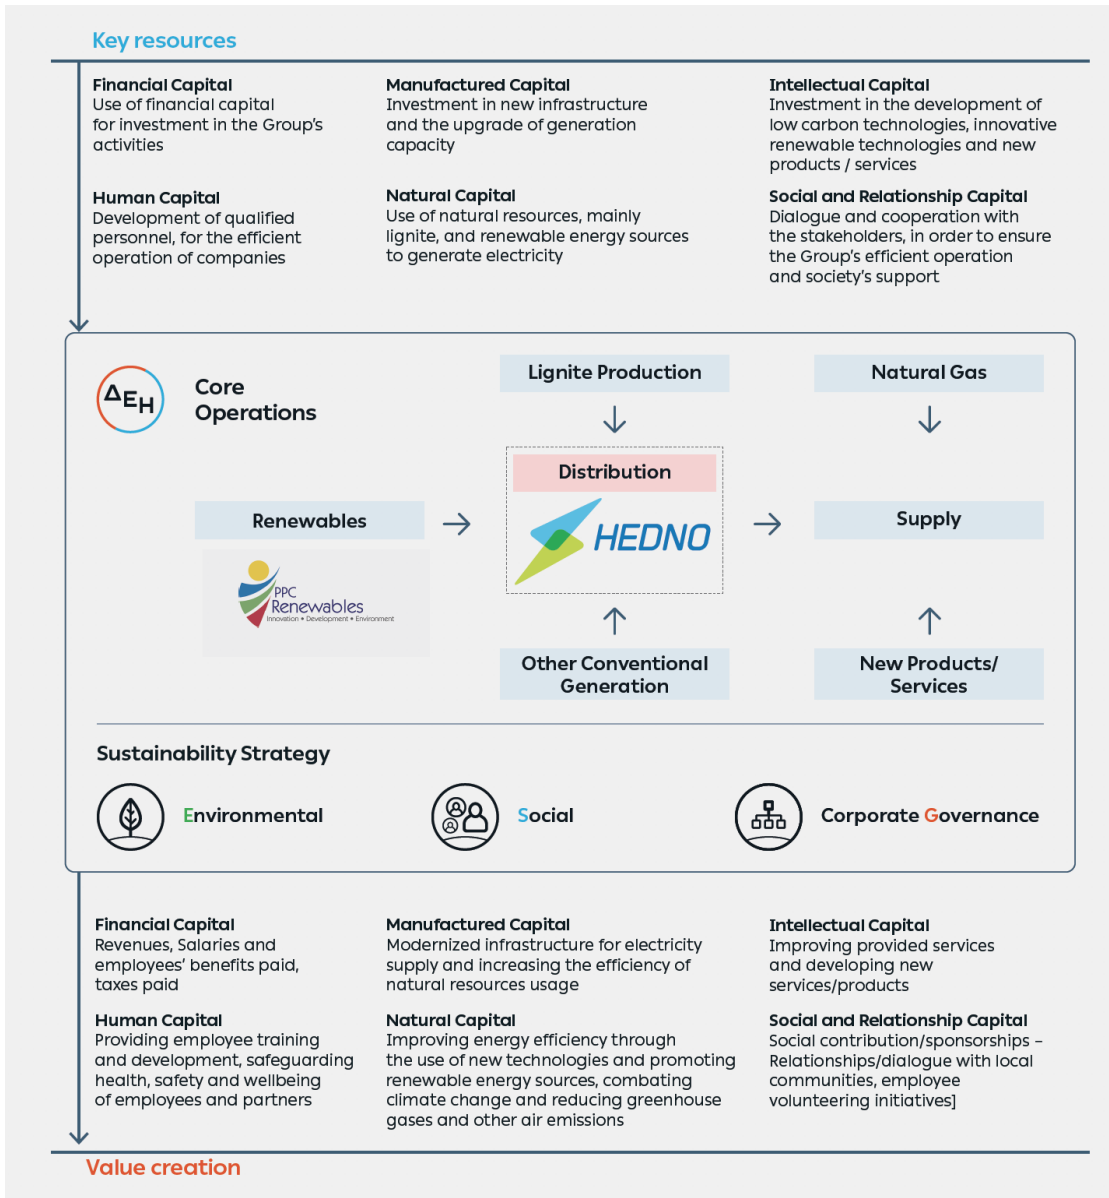 Key resources
Financial Capital
Use of financial capital
for investment in the Group's
activities
Manufactured Capital
Investment in new infrastructure
and the upgrade of generation
capacity
Intellectual Capital
Investment in the development of
low carbon technologies, innovative
renewable technologies and new
products / services
Human Capital
Development of qualified
personnel, for the efficient
operation of companies
Natural Capital
Use of natural resources, mainly
lignite, and renewable energy sources
to generate electricity
Social and Relationship Capital
Dialogue and cooperation with
the stakeholders, in order to ensure
the Group's efficient operation
and society's support
ΔΕΗ
Core
Operations
Lignite Production
Natural Gas
Distribution
HEDNO
Renewables
Supply
PPC
Renewables
Innovation • Development • Environment
Other Conventional
Generation
New Products/
Services
Sustainability Strategy
Environmental
Social
Corporate Governance
Financial Capital
Revenues, Salaries and
employees' benefits paid,
taxes paid
Manufactured Capital
Modernized infrastructure for electricity
supply and increasing the efficiency of
natural resources usage
Intellectual Capital
Improving provided services
and developing new
services/products
Human Capital
Providing employee training
and development, safeguarding
health, safety and wellbeing
of employees and partners
Natural Capital
Improving energy efficiency through
the use of new technologies and promoting
renewable energy sources, combating
climate change and reducing greenhouse
gases and other air emissions
Social and Relationship Capital
Social contribution/sponsorships –
Relationships/dialogue with local
communities, employee
volunteering initiatives]
Value creation